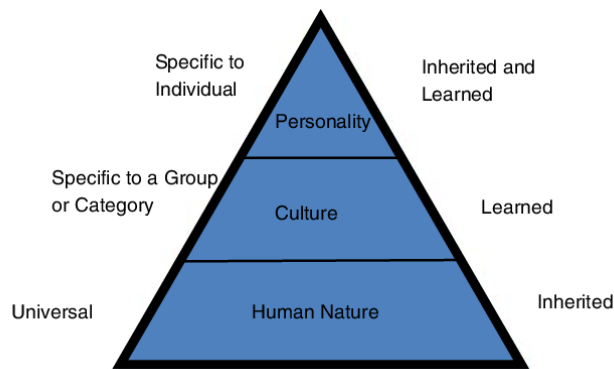 Specific to
Individual
Inherited and
Learned
Personality
Specific to a Group
or Category
Culture
Learned
Universal
Human Nature
Inherited